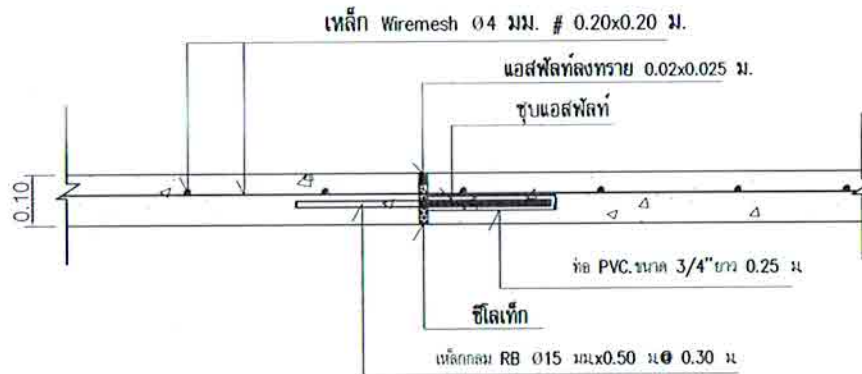 เหล็ก Wiremesh Ø4 มม. # 0.20x0.20 ม.
แอสฟัลท์ลงทราย 0.02x0.025 ม.
ชุบแอสฟัลท์
0.10
ท่อ PVC.ขนาด 3/4"ยาว 0.25 ม.
ซีโลเท็ก
เหล็กกลม RB Ø15 มม.x0.50 ม.@ 0.30 ม.